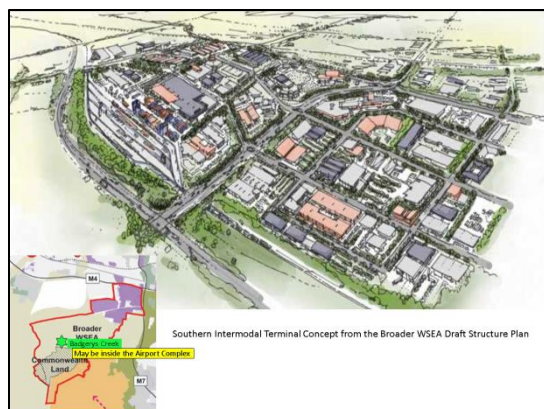 Southern Intermodal Terminal Concept from the Broader WSEA Draft Structure Plan
M4
Broader
WSEA
Badgerys Creek
May be inside the Airport Complex
Commonwealth
Land
M7